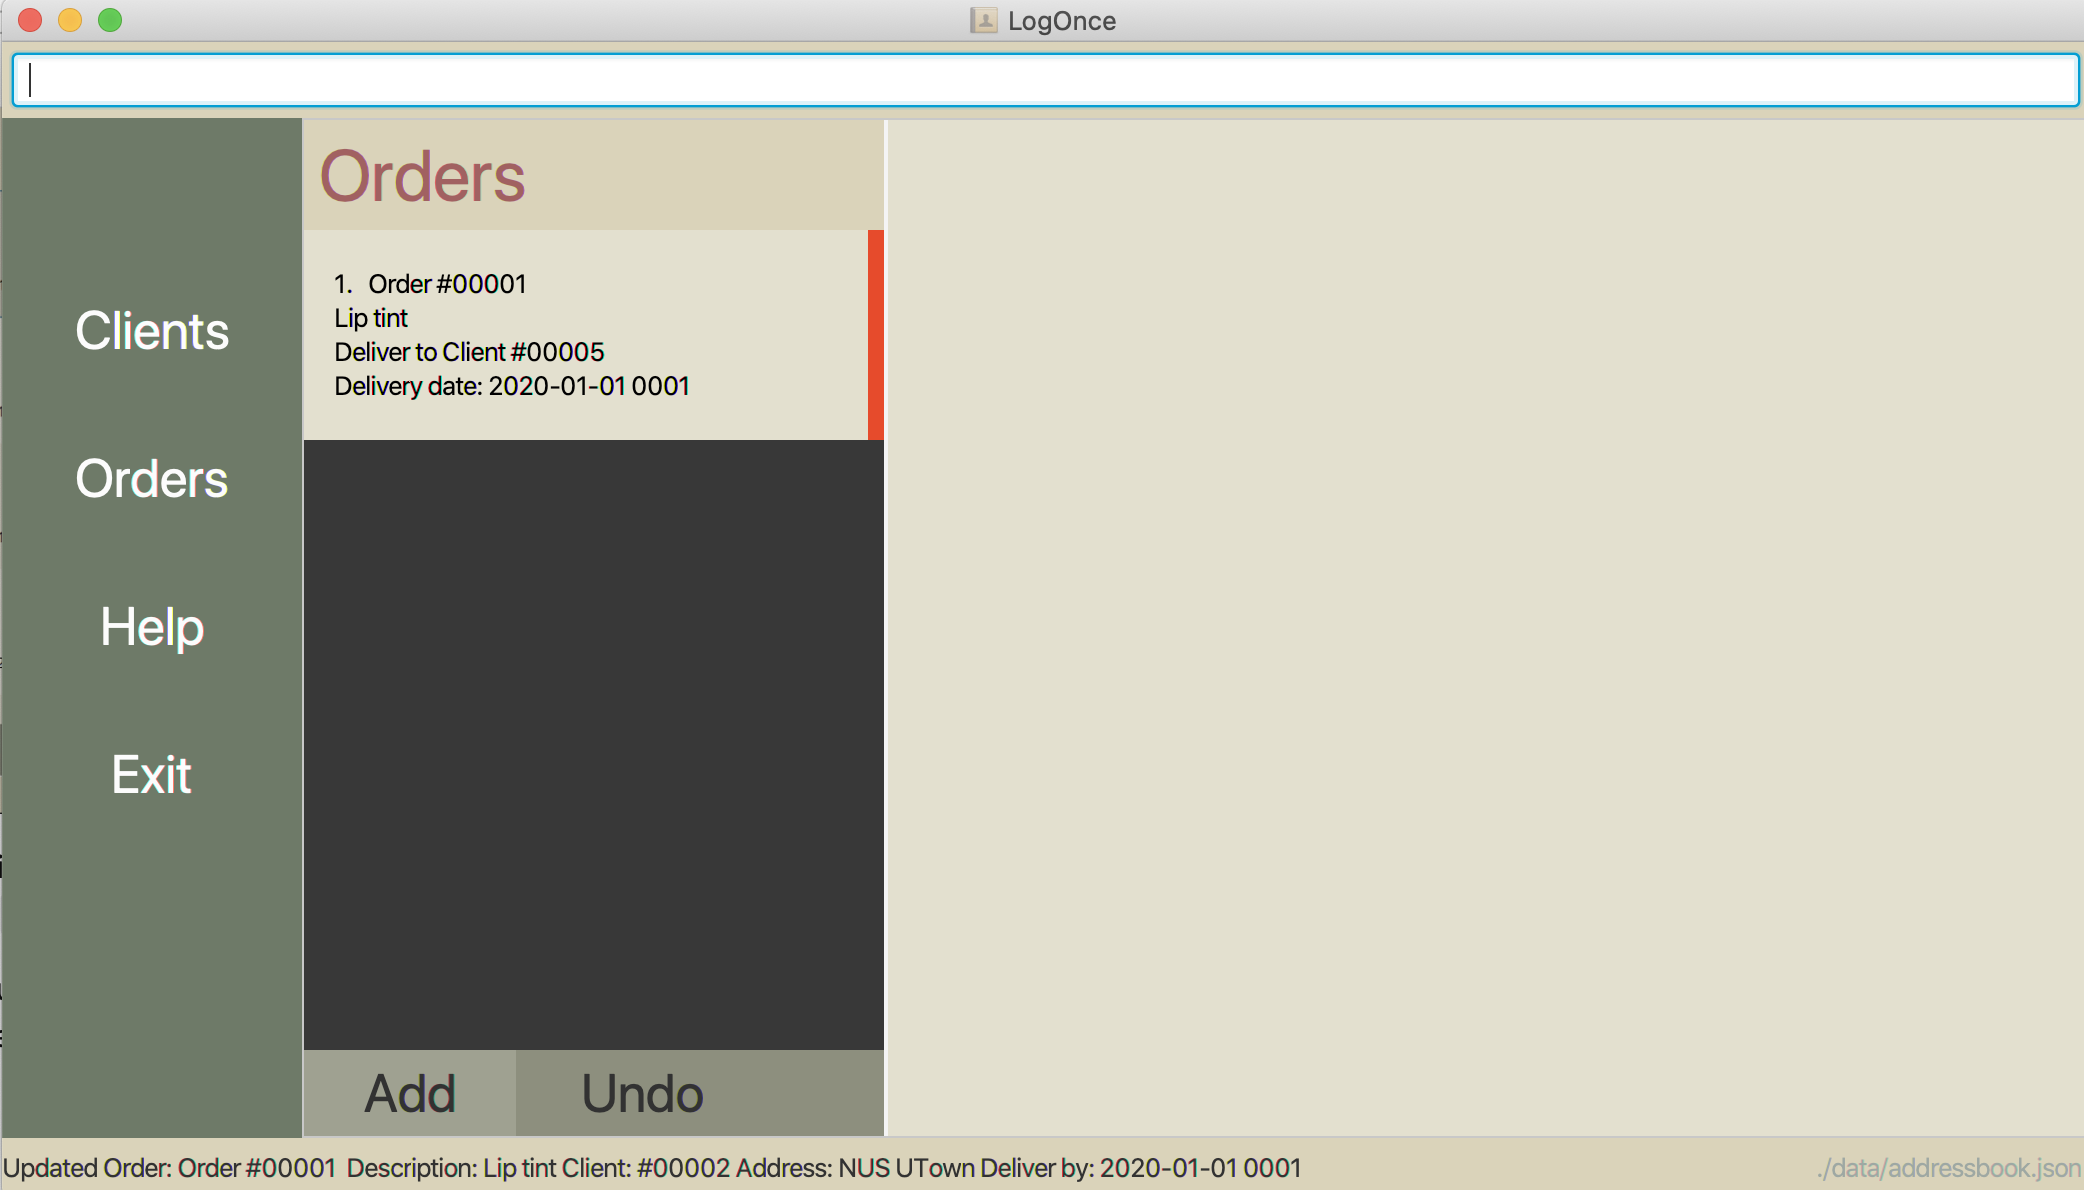 LogOnce
Clients
Orders
Help
Exit
Orders
1. Order #00001
Lip tint
Deliver to Client #00005
Delivery date: 2020-01-01 0001
Add Undo
Updated Order: Order #00001 Description: Lip tint Client: #00002 Address: NUS UTown Deliver by: 2020-01-01 0001
./data/addressbook.json